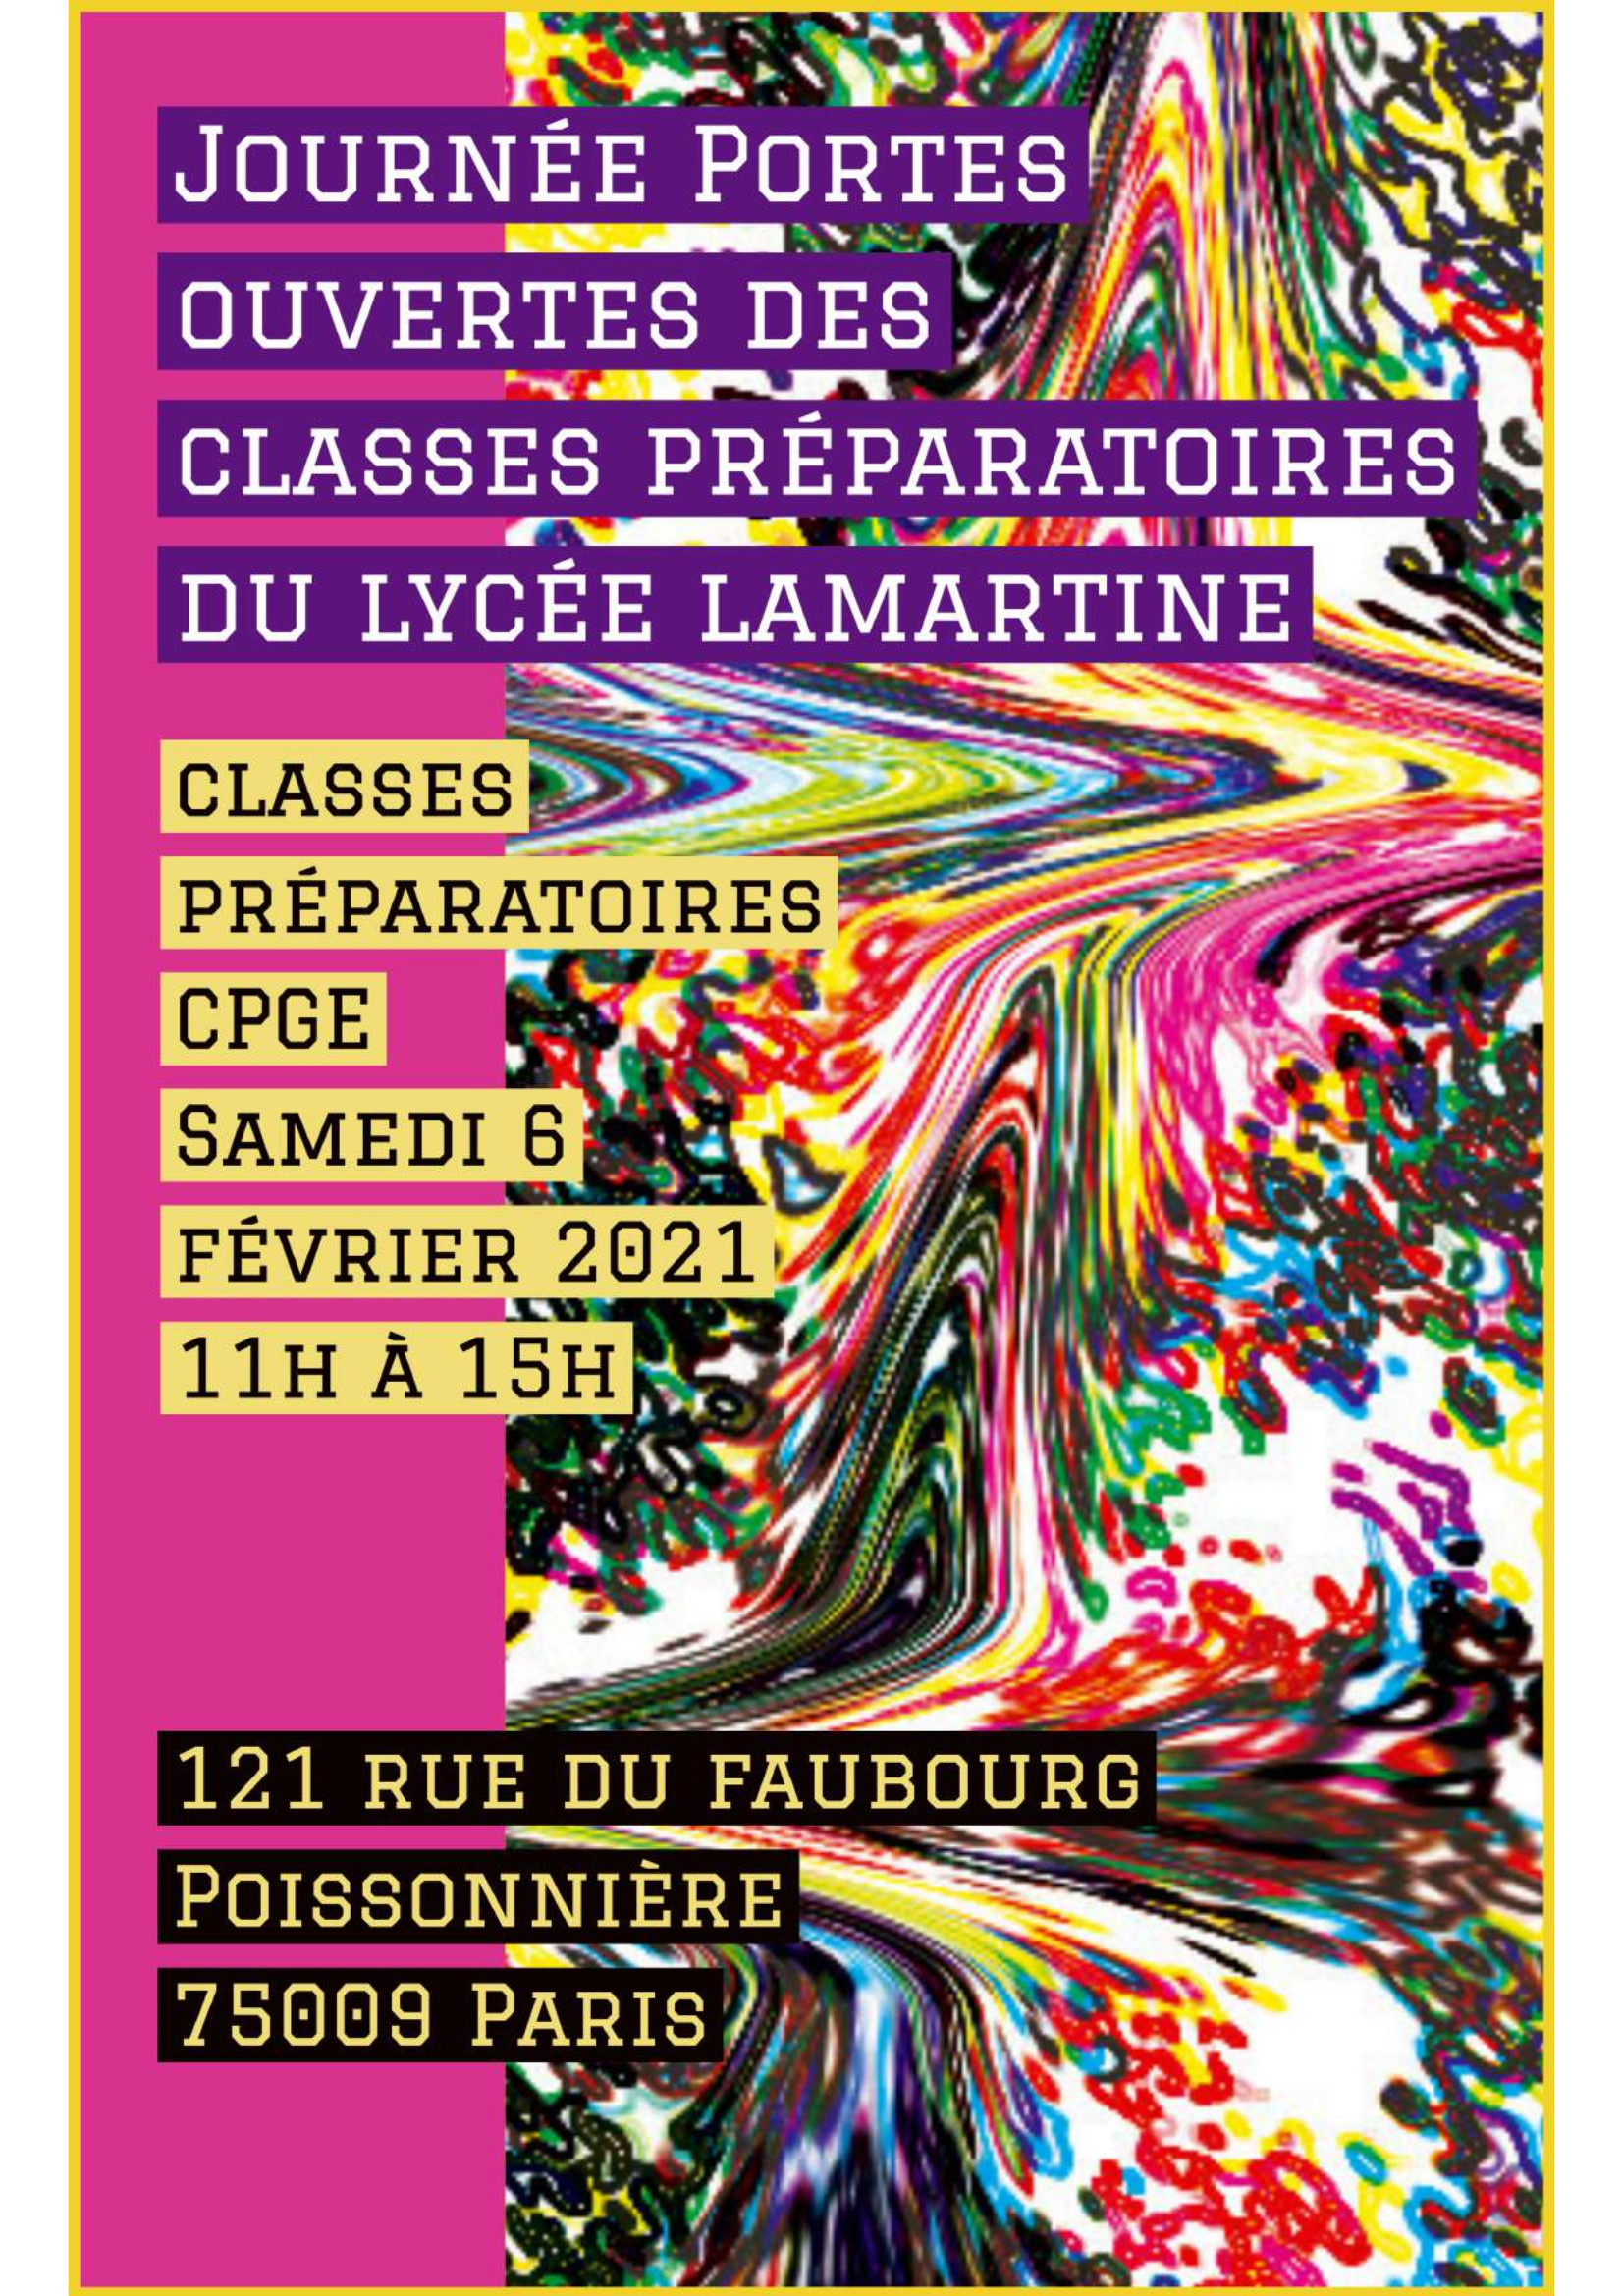 Journée Portes
ouvertes des
classes préparatoires
du lycée lamartine
classes
préparatoires
CPGE
Samedi 6
février 2021
11h à 15h
121 rue du faubourg
Poissonnière
75009 Paris